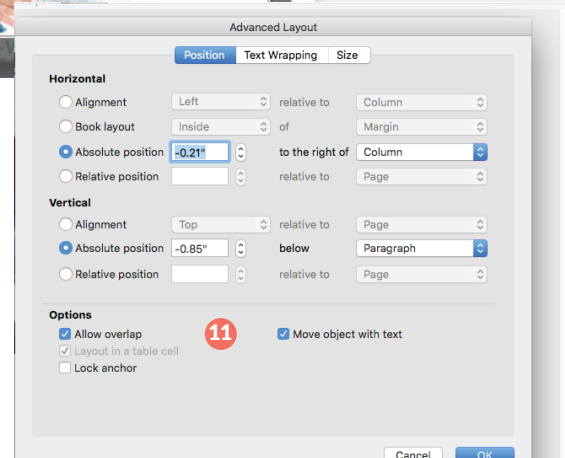 Advanced Layout
Position Text Wrapping Size
Horizontal
Alignment Left relative to Column
Book layout Inside of Margin
Absolute position -0.21" to the right of Column
Relative position relative to Page
Vertical
Alignment Top relative to Page
Absolute position -0.85" below Paragraph
Relative position relative to Page
Options
Allow overlap 11 Move object with text
Layout in a table cell
Lock anchor
Cancel OK